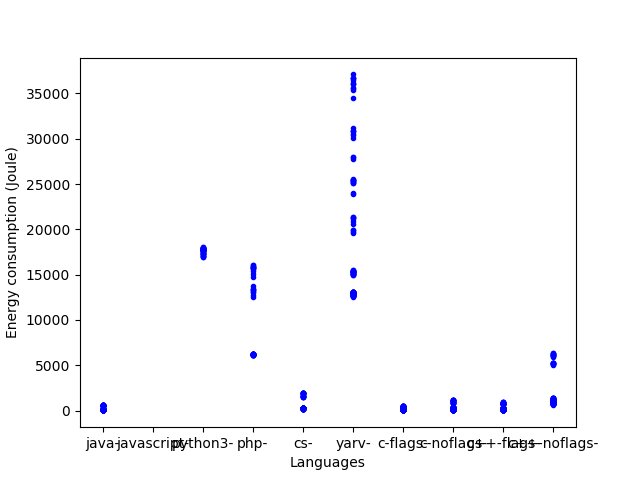 Energy consumption (Joule)
35000
30000
25000
20000
15000
10000
5000
0
java- javascript- python3- php- cs- yarv- c-flags- c-noflags- c++-flags- c++-noflags-
Languages